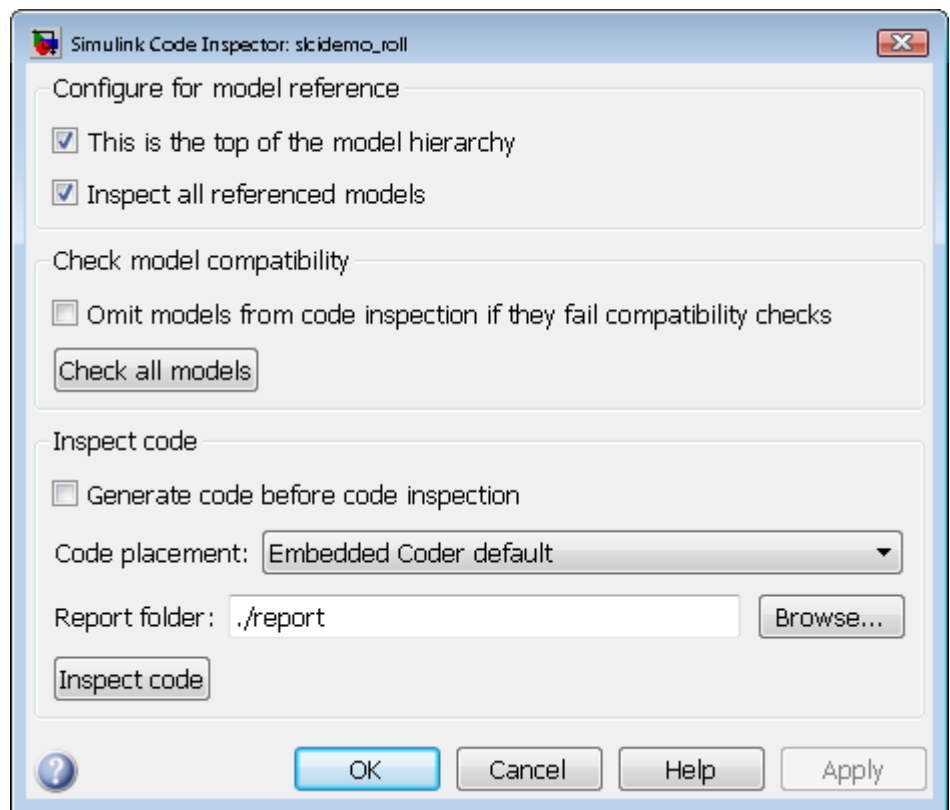 Simulink Code Inspector: slcidemo_roll
Configure for model reference
This is the top of the model hierarchy
Inspect all referenced models
Check model compatibility
Omit models from code inspection if they fail compatibility checks
Check all models
Inspect code
Generate code before code inspection
Code placement: Embedded Coder default
Report folder: ./report Browse...
Inspect code
? OK Cancel Help Apply